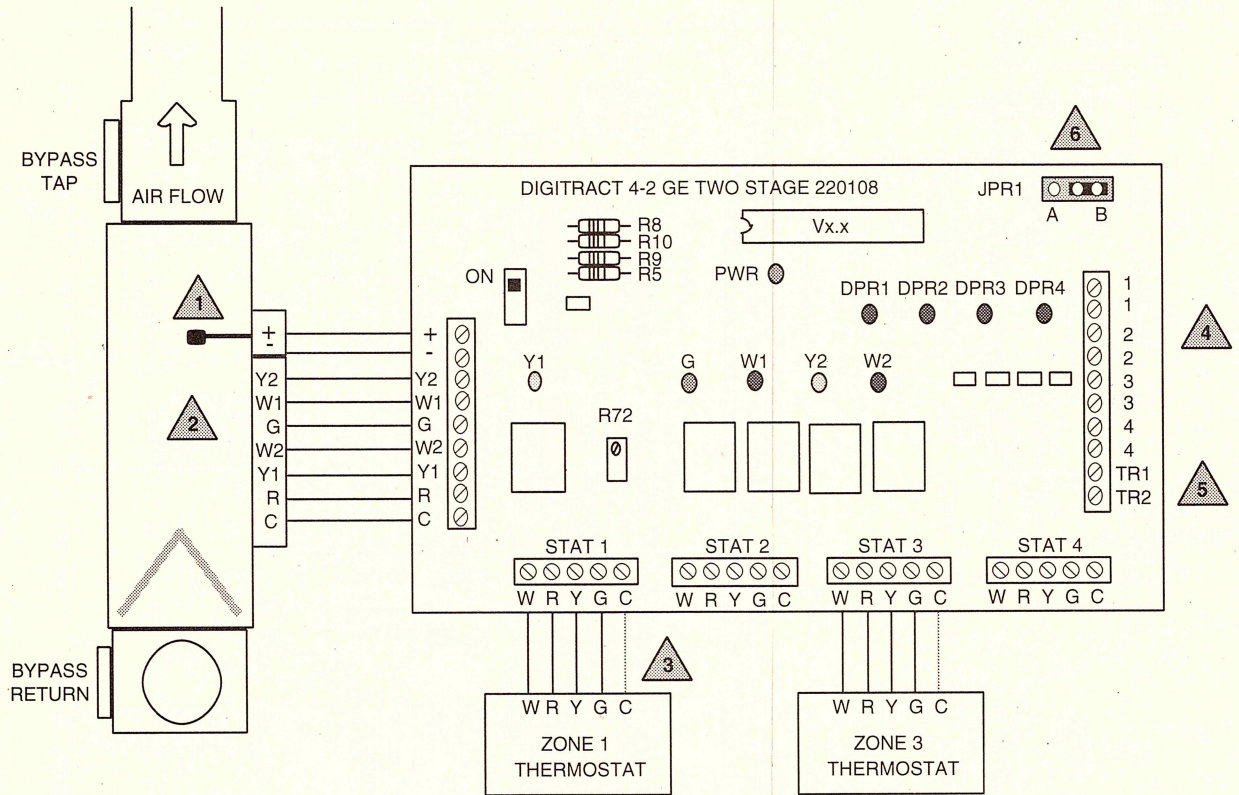 BYPASS
TAP
AIR FLOW
1
2
+
-
Y2
W1
G
W2
Y1
R
C
BYPASS
RETURN
6
DIGITRACT 4-2 GE TWO STAGE 220108
JPR1
A B
R8
R10
R9
R5
Vx.x
ON
PWR
DPR1 DPR2 DPR3 DPR4
+
-
Y2
W1
G
W2
Y1
R
C
Y1
G W1 Y2 W2
R72
1
1
2
2
3
3
4
4
TR1
TR2
4
5
STAT 1 STAT 2 STAT 3 STAT 4
W R Y G C
W R Y G C
W R Y G C
W R Y G C
3
W R Y G C
ZONE 1
THERMOSTAT
W R Y G C
ZONE 3
THERMOSTAT